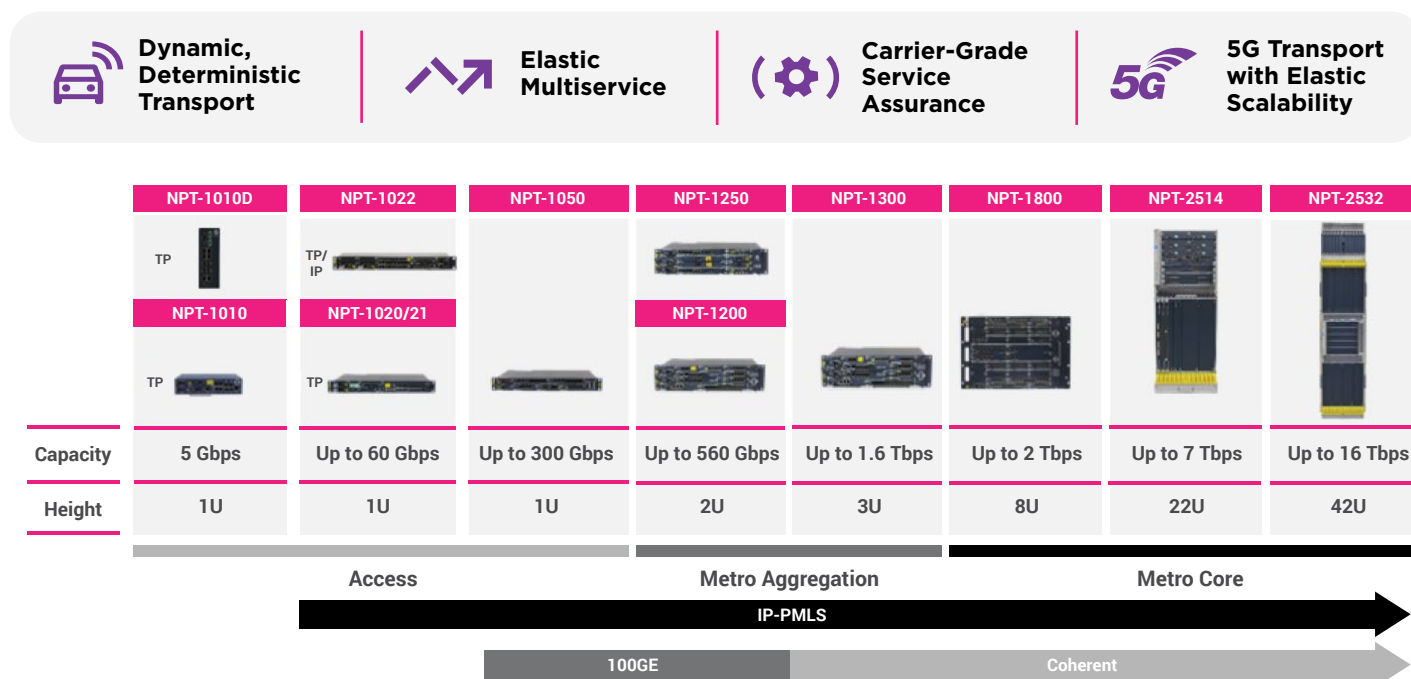 Dynamic,
Deterministic
Transport
Elastic
Multiservice
Carrier-Grade
Service
Assurance
5G
5G Transport
with Elastic
Scalability
NPT-1010D
NPT-1022
NPT-1050
NPT-1250
NPT-1300
NPT-1800
NPT-2514
NPT-2532
TP
TP/
IP
NPT-1010
NPT-1020/21
NPT-1200
TP
TP
Capacity
5 Gbps
Up to 60 Gbps
Up to 300 Gbps
Up to 560 Gbps
Up to 1.6 Tbps
Up to 2 Tbps
Up to 7 Tbps
Up to 16 Tbps
Height
1U
1U
1U
2U
3U
8U
22U
42U
Access
Metro Aggregation
Metro Core
IP-PMLS
100GE
Coherent